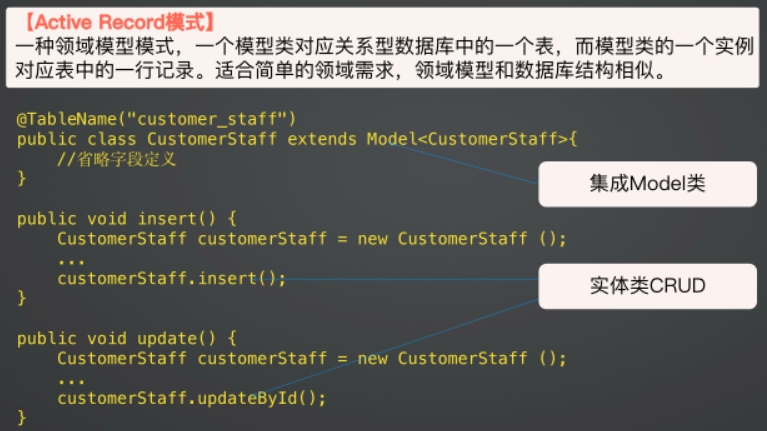 【Active Record模式】
一种领域模型模式，一个模型类对应关系型数据库中的一个表，而模型类的一个实例
对应表中的一行记录。适合简单的领域需求，领域模型和数据库结构相似。
@TableName("customer_staff")
public class CustomerStaff extends Model<CustomerStaff>{
//省略字段定义
}
集成Model类
public void insert() {
CustomerStaff customerStaff = new CustomerStaff ();
...
customerStaff.insert();
}
实体类CRUD
public void update() {
CustomerStaff customerStaff = new CustomerStaff ();
...
customerStaff.updateById();
}